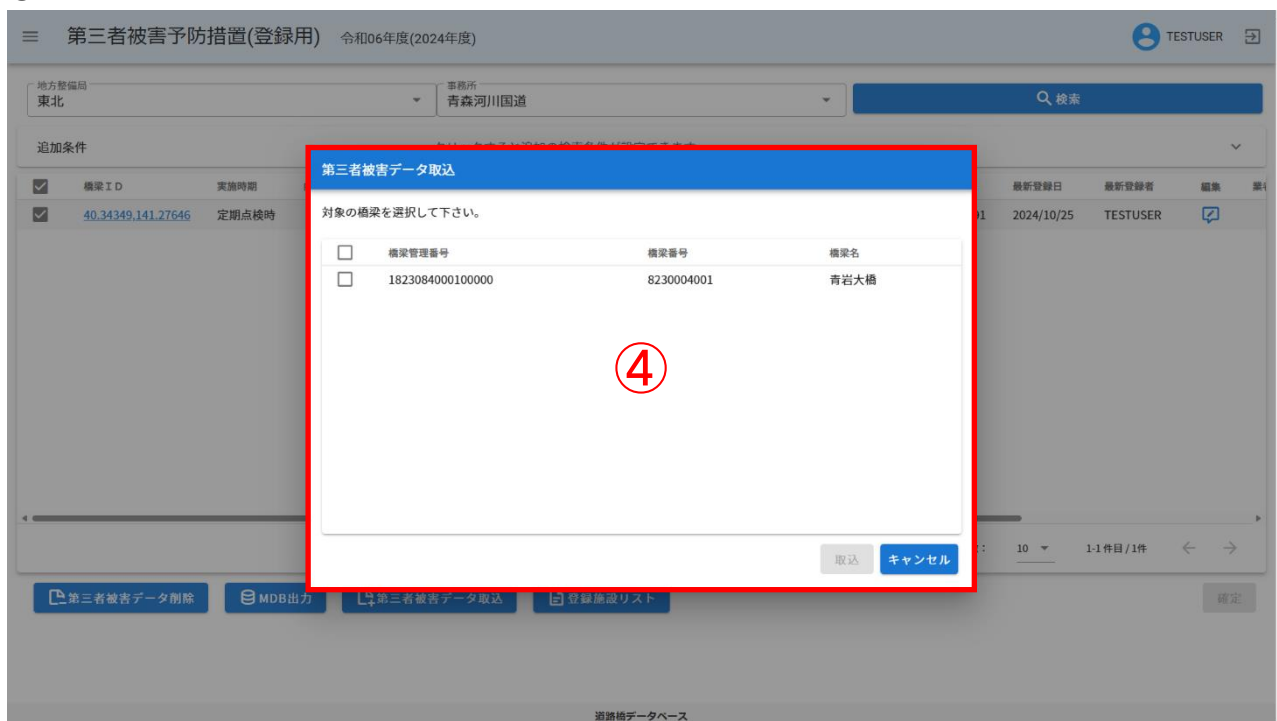 第三者被害予防措置(登録用) 令和06年度(2024年度) TESTUSER
地方整備局 事務所
東北 青森河川国道 検索
追加条件
第三者被害データ取込
橋梁ID 実施時期 最新登録日 最新登録者 編集
40.34349.141.27646 定期点検時 2024/10/25 TESTUSER
対象の橋梁を選択して下さい。
橋梁管理番号 橋梁番号 橋梁名
1823084000100000 8230004001 青岩大橋
④
取込 キャンセル
10 1-1件目/1件
第三者被害データ削除 MDB出力 第三者被害データ取込 登録施設リスト 確定
道路橋データベース